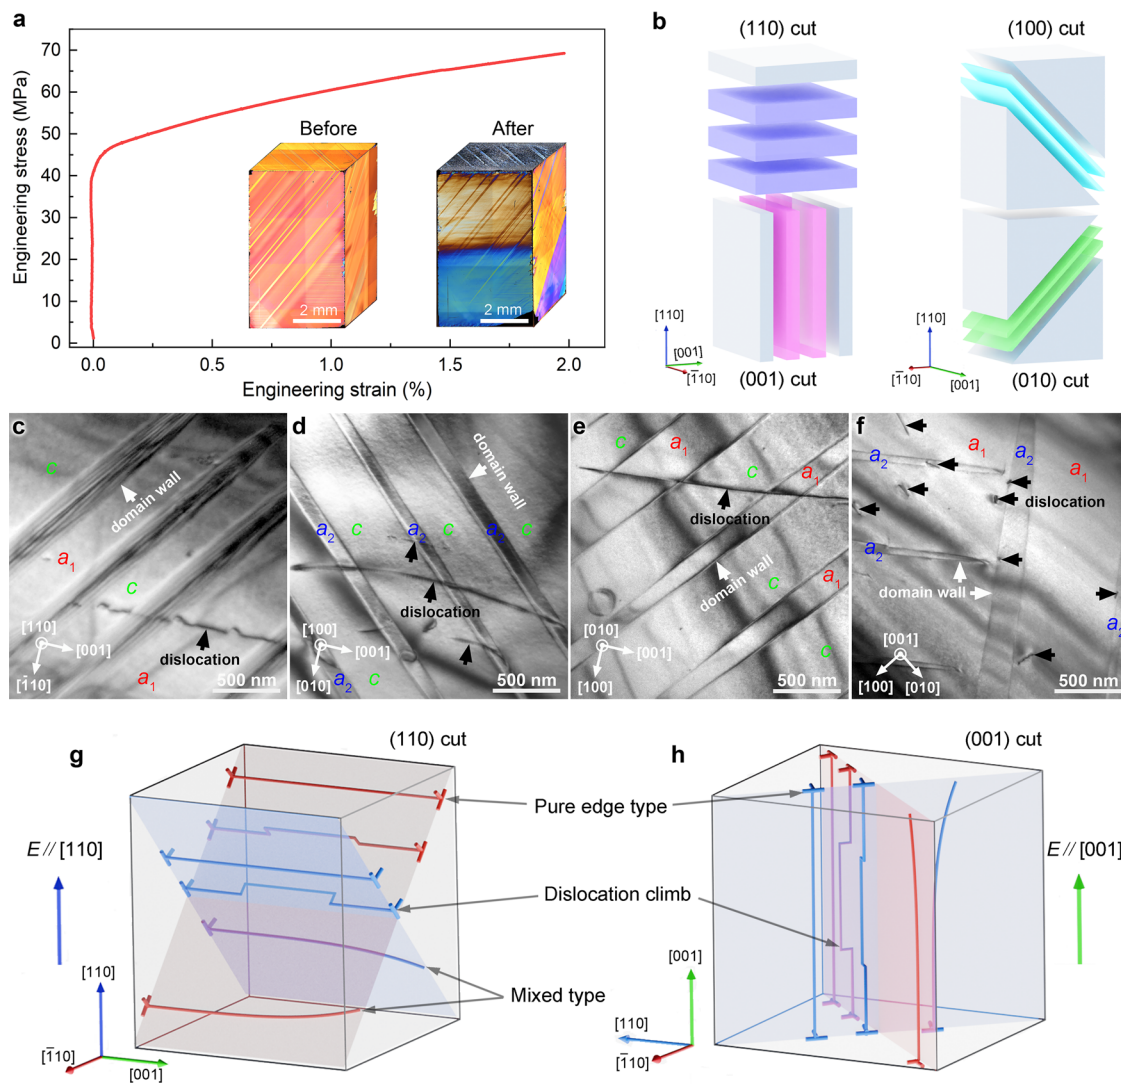 a
70
60
50
40
30
20
10
0
Engineering stress (MPa)
0.0
0.5
1.0
1.5
2.0
Engineering strain (%)
Before
After
2 mm
2 mm
b
(110) cut
(100) cut
[110]
[001]
[1̅10]
(001) cut
[110]
[1̅10]
[001]
(010) cut
c
c
domain wall
a₁
c
dislocation
a₁
[110]
[001]
[1̅10]
500 nm
d
domain wall
a₂
c
a₂
c
a₂
c
dislocation
[100]
[001]
[010]
a₂
c
500 nm
e
c
a₁
c
a₁
dislocation
domain wall
c
a₁
c
[010]
[001]
[100]
500 nm
f
a₂
a₁
a₂
a₁
dislocation
a₂
domain wall
a₂
[001]
[100]
[010]
500 nm
g
(110) cut
E // [110]
[110]
[1̅10]
[001]
Pure edge type
Dislocation climb
Mixed type
h
(001) cut
E // [001]
[001]
[110]
[1̅10]